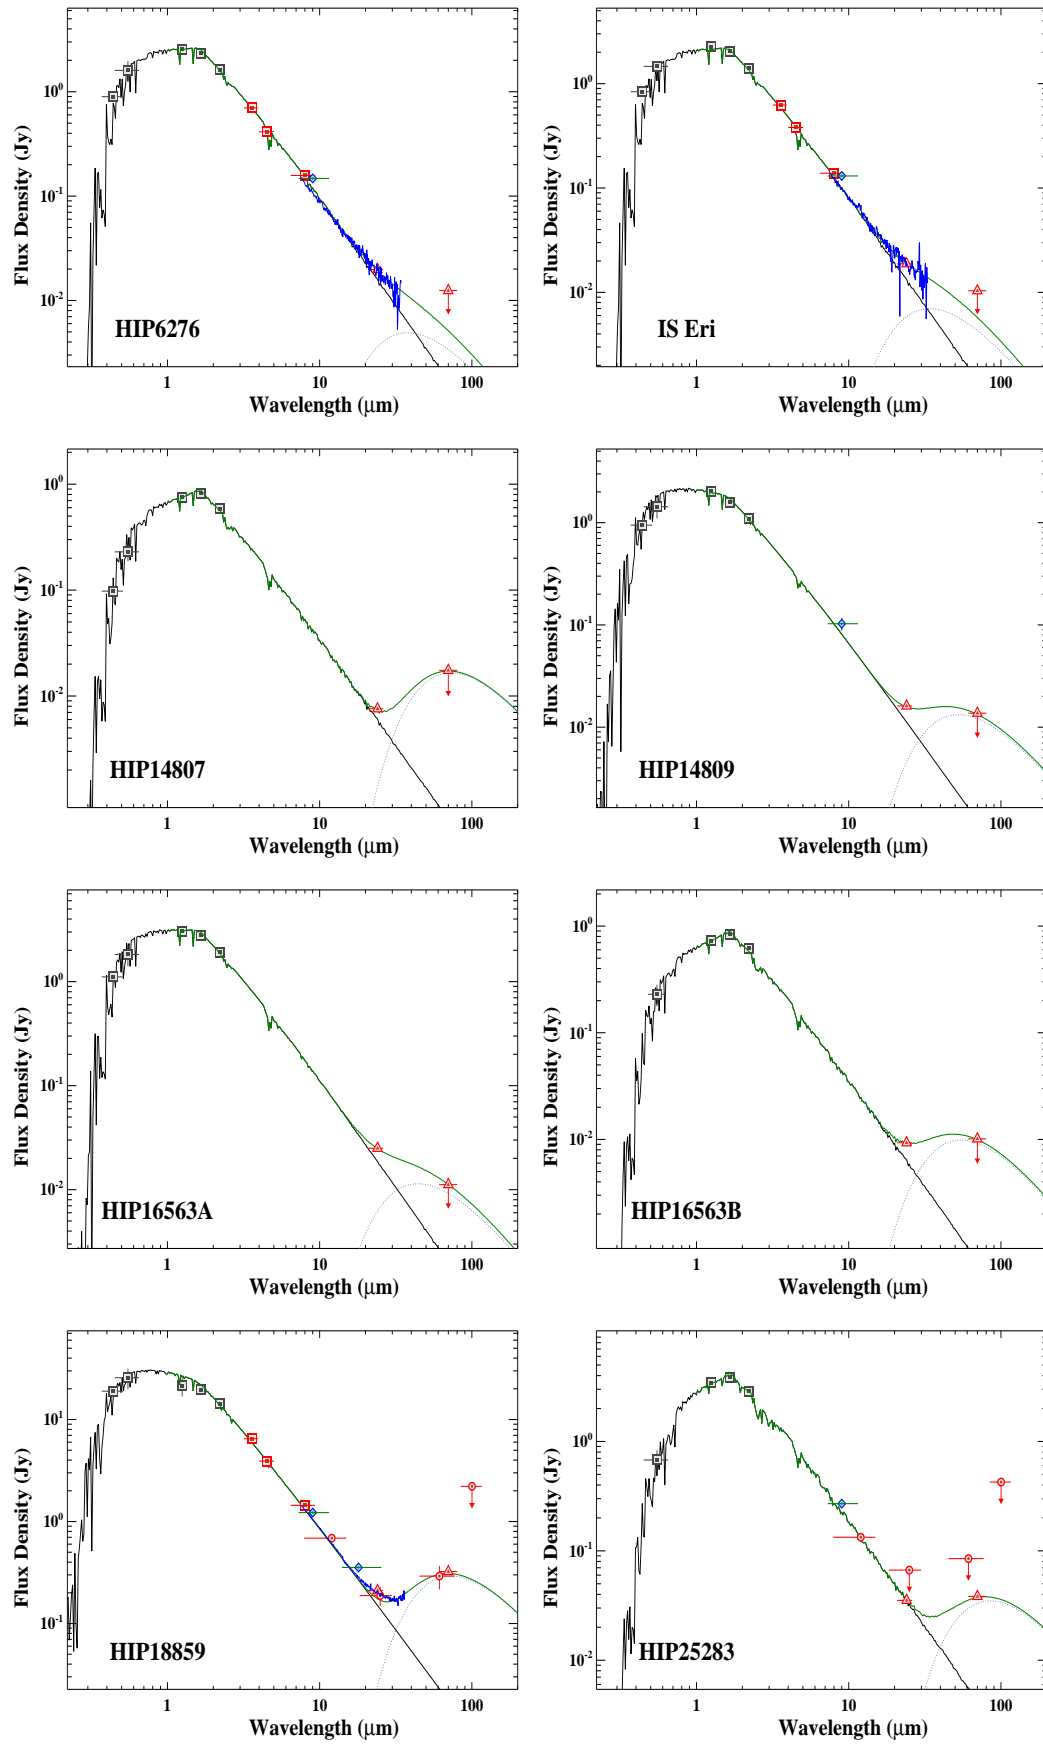 Flux Density (Jy)
10⁰
10⁻¹
10⁻²
HIP6276
1 10 100
Wavelength (μm)
Flux Density (Jy)
10⁰
10⁻¹
10⁻²
IS Eri
1 10 100
Wavelength (μm)
Flux Density (Jy)
10⁰
10⁻¹
10⁻²
HIP14807
1 10 100
Wavelength (μm)
Flux Density (Jy)
10⁰
10⁻¹
10⁻²
HIP14809
1 10 100
Wavelength (μm)
Flux Density (Jy)
10⁰
10⁻¹
10⁻²
HIP16563A
1 10 100
Wavelength (μm)
Flux Density (Jy)
10⁰
10⁻¹
10⁻²
HIP16563B
1 10 100
Wavelength (μm)
Flux Density (Jy)
10¹
10⁰
10⁻¹
HIP18859
1 10 100
Wavelength (μm)
Flux Density (Jy)
10⁰
10⁻¹
10⁻²
HIP25283
1 10 100
Wavelength (μm)